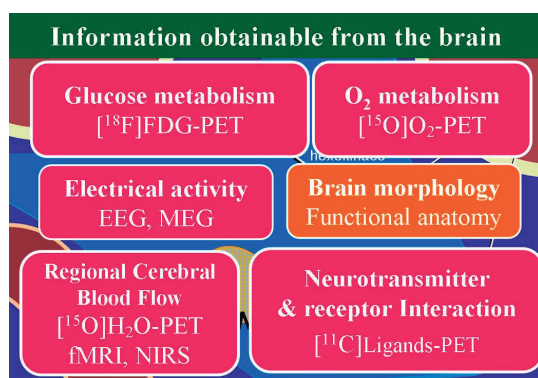 Information obtainable from the brain
Glucose metabolism
[¹⁸F]FDG-PET
O₂ metabolism
[¹⁵O]O₂-PET
hexokinase
Electrical activity
EEG, MEG
Brain morphology
Functional anatomy
Regional Cerebral
Blood Flow
[¹⁵O]H₂O-PET
fMRI, NIRS
Neurotransmitter
& receptor Interaction
[¹¹C]Ligands-PET